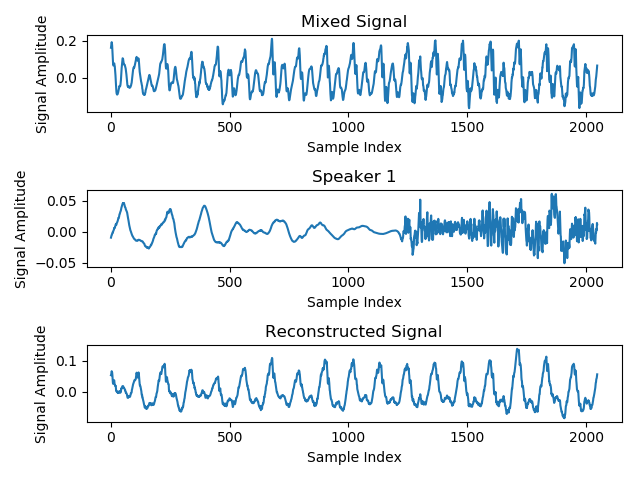 Mixed Signal
Signal Amplitude
0.2
0.0
0 500 1000 1500 2000
Sample Index
Speaker 1
Signal Amplitude
0.05
0.00
−0.05
0 500 1000 1500 2000
Sample Index
Reconstructed Signal
Signal Amplitude
0.1
0.0
0 500 1000 1500 2000
Sample Index